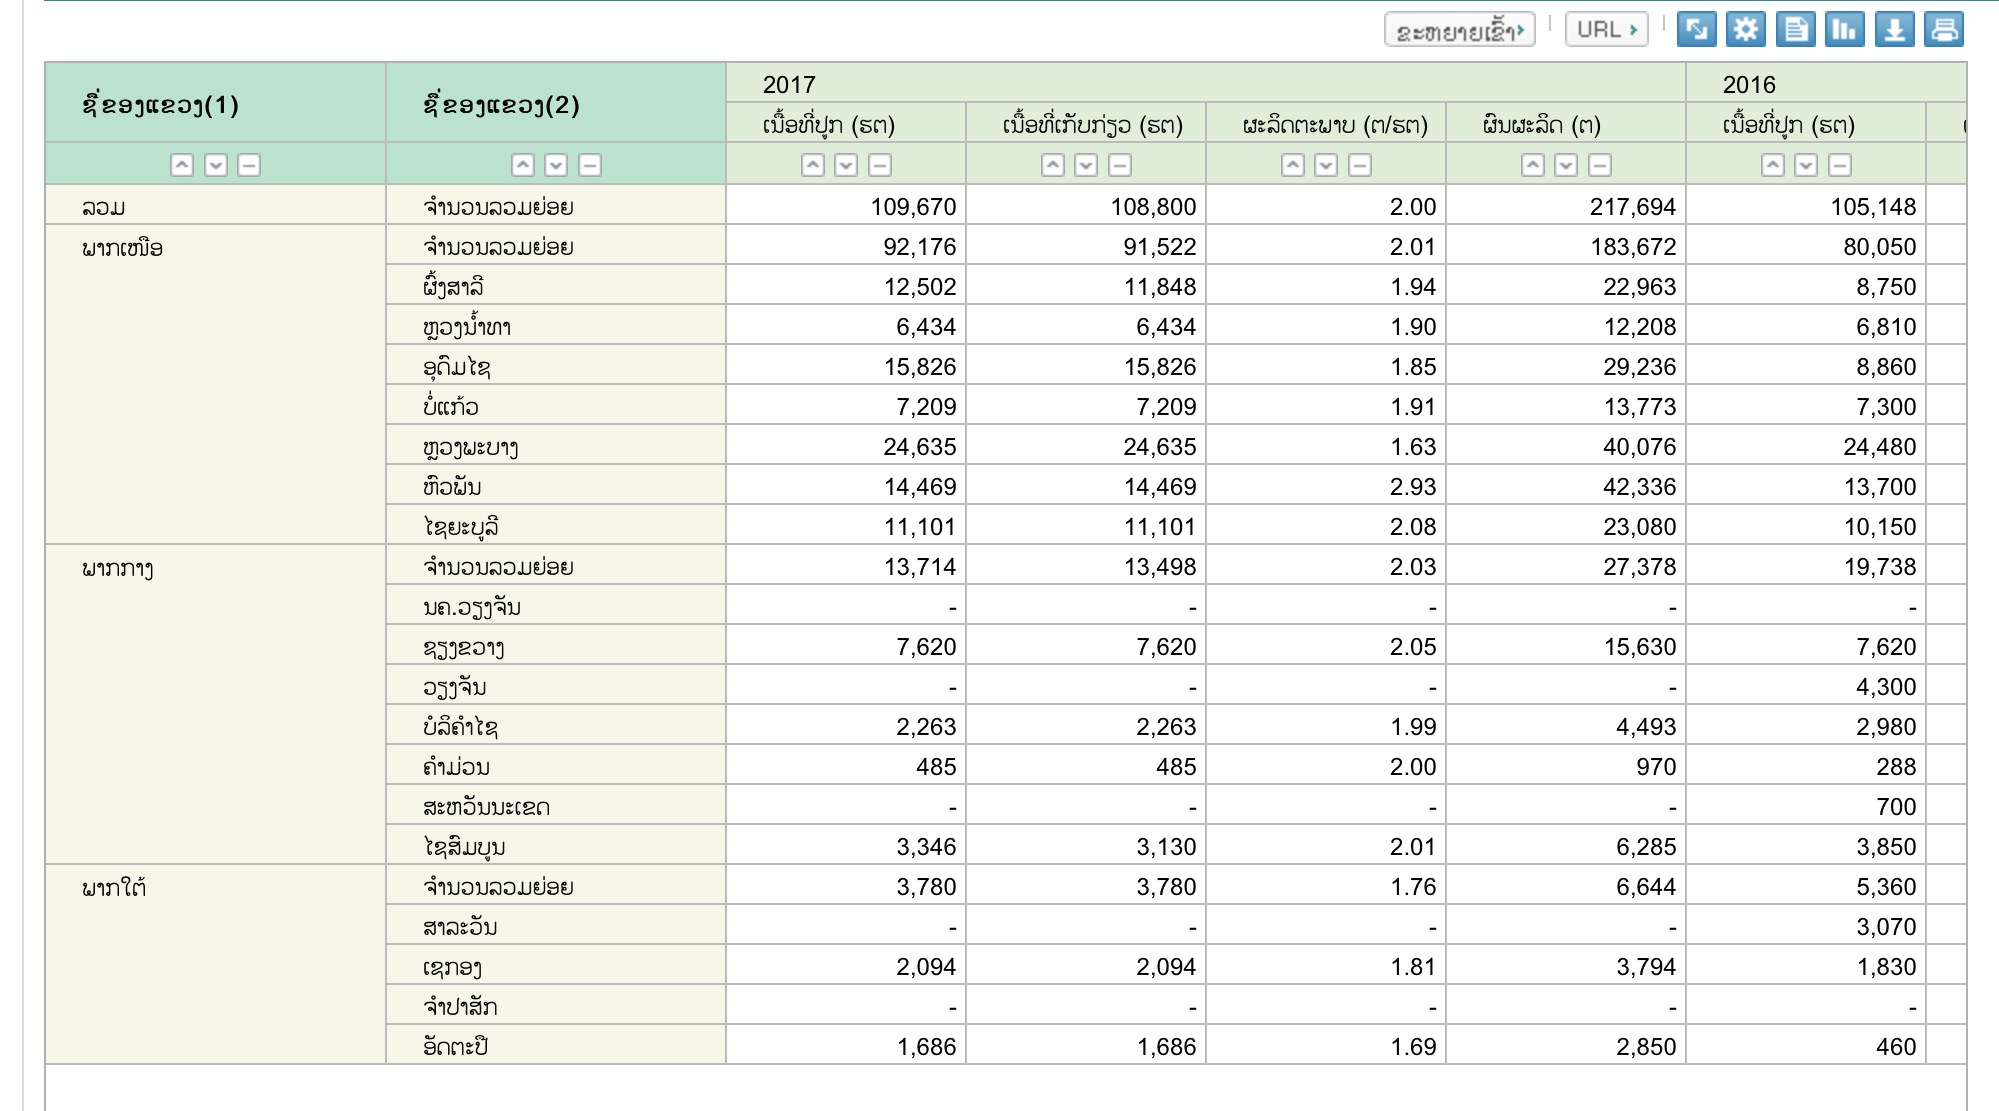 ຂະຫຍາຍເຂົ້າ URL
ຊື່ຂອງແຂວງ(1) ຊື່ຂອງແຂວງ(2) 2017 2016
ເນື້ອທີ່ປູກ (ຮຕ) ເນື້ອທີ່ເກັບກ່ຽວ (ຮຕ) ຜະລິດຕະພາບ (ຕ/ຮຕ) ຜົນຜະລິດ (ຕ) ເນື້ອທີ່ປູກ (ຮຕ)
ລວມ ຈຳນວນລວມຍ່ອຍ 109,670 108,800 2.00 217,694 105,148
ພາກເໜືອ ຈຳນວນລວມຍ່ອຍ 92,176 91,522 2.01 183,672 80,050
ຜົ້ງສາລີ 12,502 11,848 1.94 22,963 8,750
ຫຼວງນ້ຳທາ 6,434 6,434 1.90 12,208 6,810
ອຸດົມໄຊ 15,826 15,826 1.85 29,236 8,860
ບໍ່ແກ້ວ 7,209 7,209 1.91 13,773 7,300
ຫຼວງພະບາງ 24,635 24,635 1.63 40,076 24,480
ຫົວພັນ 14,469 14,469 2.93 42,336 13,700
ໄຊຍະບູລີ 11,101 11,101 2.08 23,080 10,150
ພາກກາງ ຈຳນວນລວມຍ່ອຍ 13,714 13,498 2.03 27,378 19,738
ນຄ.ວຽງຈັນ - - - - -
ຊຽງຂວາງ 7,620 7,620 2.05 15,630 7,620
ວຽງຈັນ - - - - 4,300
ບໍລິຄຳໄຊ 2,263 2,263 1.99 4,493 2,980
ຄຳມ່ວນ 485 485 2.00 970 288
ສະຫວັນນະເຂດ - - - - 700
ໄຊສົມບູນ 3,346 3,130 2.01 6,285 3,850
ພາກໃຕ້ ຈຳນວນລວມຍ່ອຍ 3,780 3,780 1.76 6,644 5,360
ສາລະວັນ - - - - 3,070
ເຊກອງ 2,094 2,094 1.81 3,794 1,830
ຈຳປາສັກ - - - - -
ອັດຕະປື 1,686 1,686 1.69 2,850 460